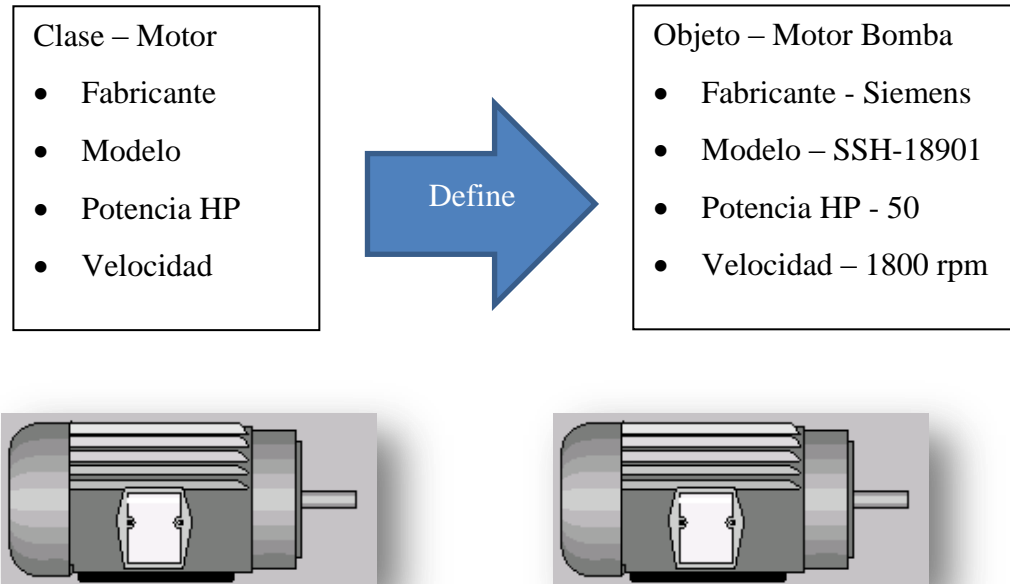 Clase – Motor
• Fabricante
• Modelo
• Potencia HP
• Velocidad
Define
Objeto – Motor Bomba
• Fabricante - Siemens
• Modelo – SSH-18901
• Potencia HP - 50
• Velocidad – 1800 rpm